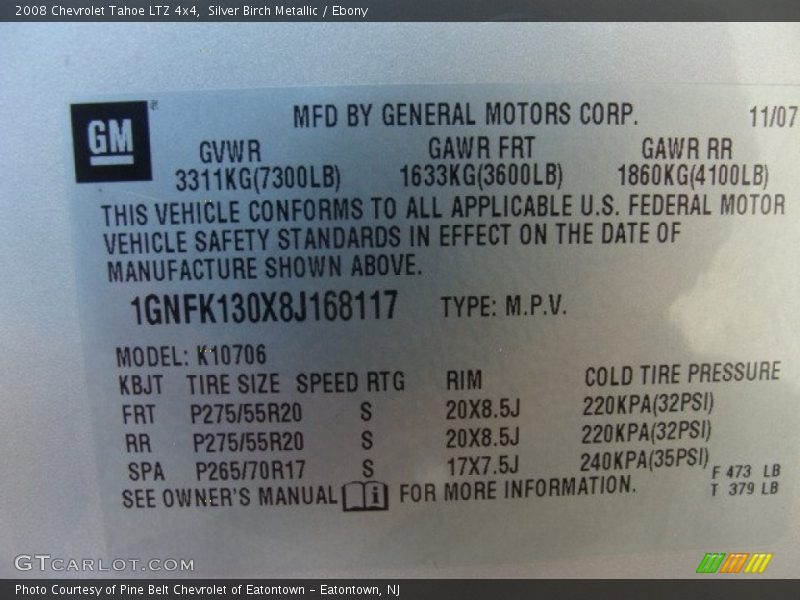 2008 Chevrolet Tahoe LTZ 4x4, Silver Birch Metallic / Ebony
GM®
MFD BY GENERAL MOTORS CORP. 11/07
GVWR GAWR FRT GAWR RR
3311KG(7300LB) 1633KG(3600LB) 1860KG(4100LB)
THIS VEHICLE CONFORMS TO ALL APPLICABLE U.S. FEDERAL MOTOR
VEHICLE SAFETY STANDARDS IN EFFECT ON THE DATE OF
MANUFACTURE SHOWN ABOVE.
1GNFK130X8J168117 TYPE: M.P.V.
MODEL: K10706
KBJT TIRE SIZE SPEED RTG RIM COLD TIRE PRESSURE
FRT P275/55R20 S 20X8.5J 220KPA(32PSI)
RR P275/55R20 S 20X8.5J 220KPA(32PSI)
SPA P265/70R17 S 17X7.5J 240KPA(35PSI)
F 473 LB
T 379 LB
SEE OWNER'S MANUAL i FOR MORE INFORMATION.
GTCARLOT.COM
Photo Courtesy of Pine Belt Chevrolet of Eatontown – Eatontown, NJ